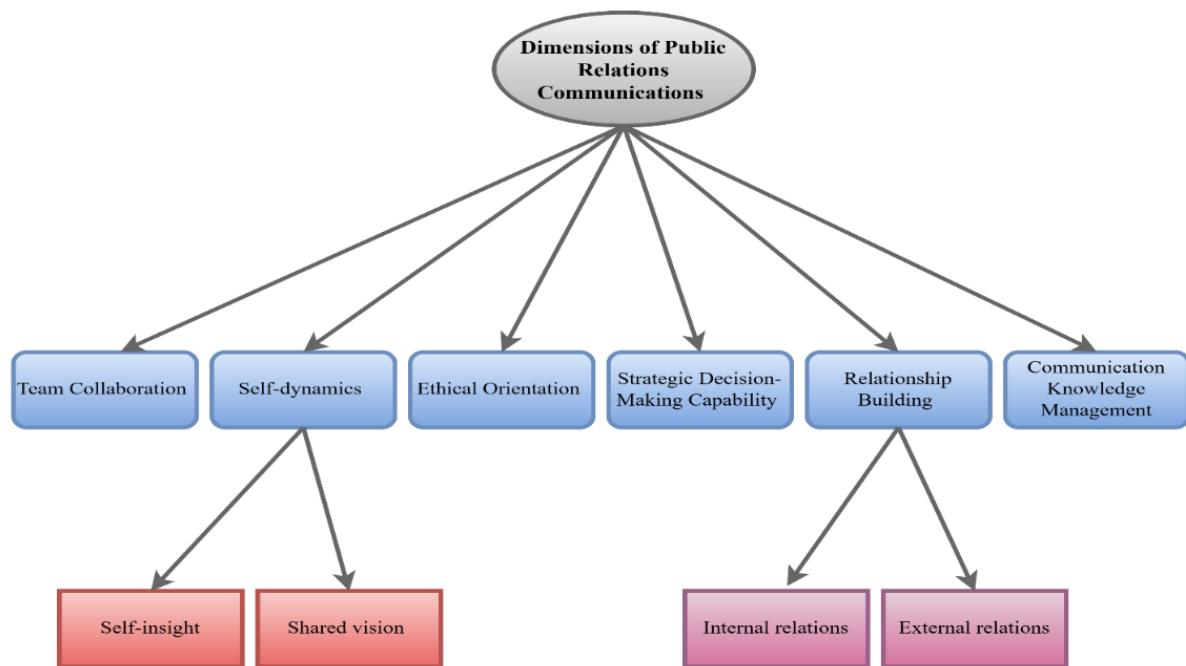 Dimensions of Public
Relations
Communications
Team Collaboration
Self-dynamics
Ethical Orientation
Strategic Decision-
Making Capability
Relationship
Building
Communication
Knowledge
Management
Self-insight
Shared vision
Internal relations
External relations